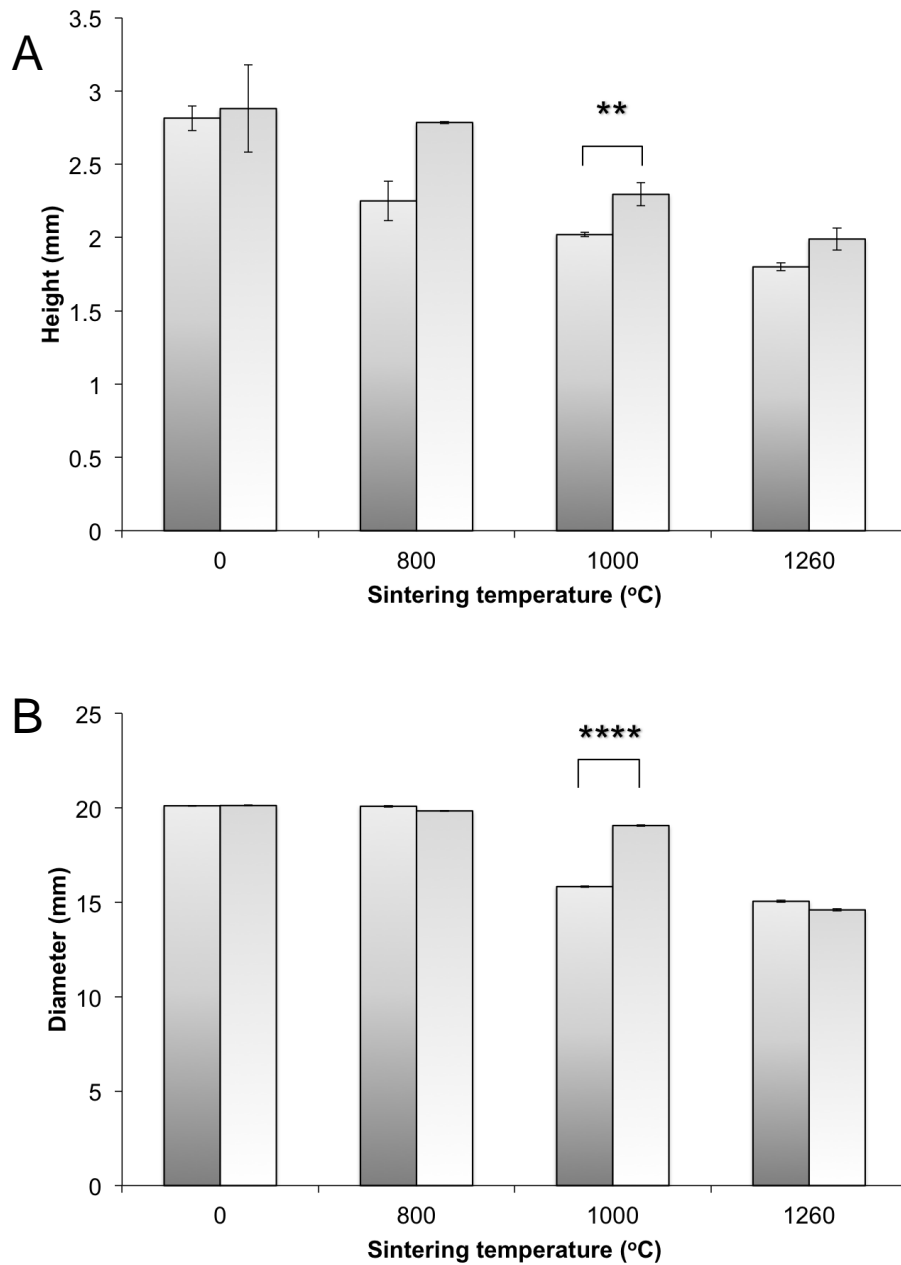 A
3.5
3
2.5
2
1.5
1
0.5
0
Height (mm)
**
0 800 1000 1260
Sintering temperature (ºC)
B
25
20
15
10
5
0
Diameter (mm)
****
0 800 1000 1260
Sintering temperature (ºC)